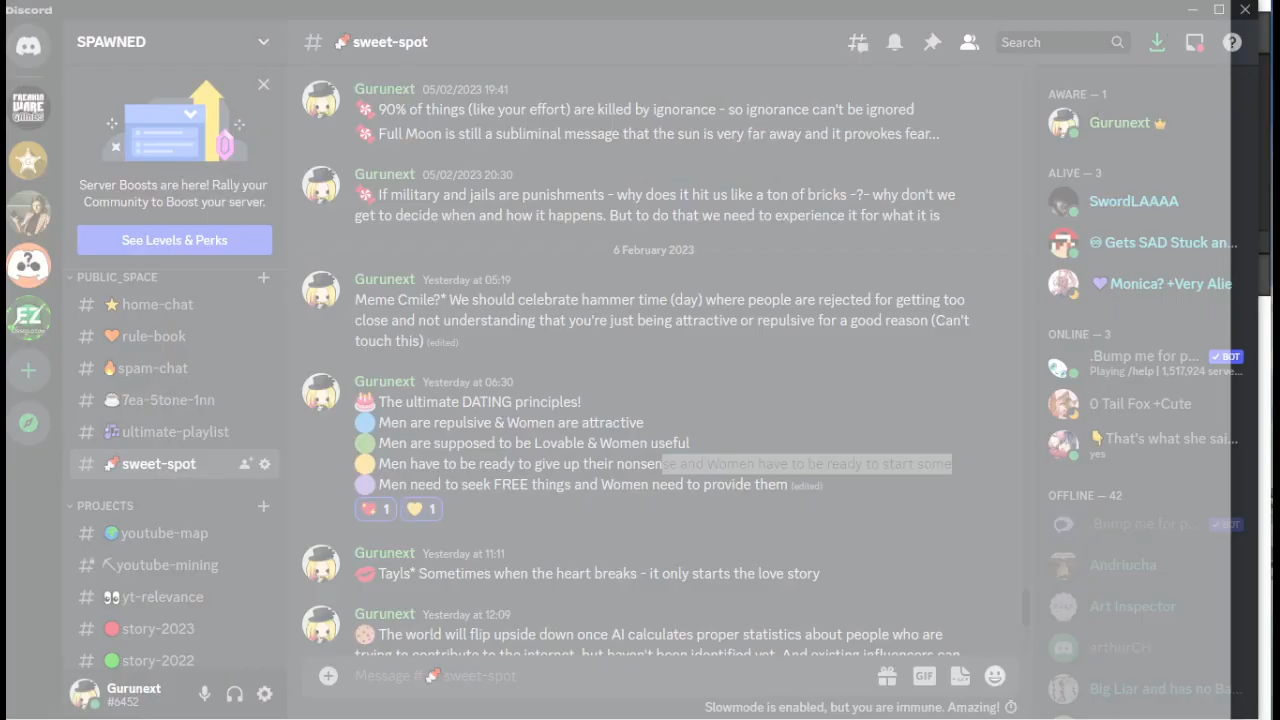 Discord
SPAWNED
# sweet-spot
Search
Server Boosts are here! Rally your
Community to Boost your server.
See Levels & Perks
PUBLIC_SPACE
# home-chat
# rule-book
# spam-chat
# 7ea-5tone-1nn
# ultimate-playlist
# sweet-spot
PROJECTS
# youtube-map
# youtube-mining
# yt-relevance
# story-2023
# story-2022
Gurunext
#6452
Gurunext 05/02/2023 19:41
90% of things (like your effort) are killed by ignorance - so ignorance can't be ignored
Full Moon is still a subliminal message that the sun is very far away and it provokes fear...
Gurunext 05/02/2023 20:30
If military and jails are punishments - why does it hit us like a ton of bricks -?- why don't we
get to decide when and how it happens. But to do that we need to experience it for what it is
6 February 2023
Gurunext Yesterday at 05:19
Meme Cmile?* We should celebrate hammer time (day) where people are rejected for getting too
close and not understanding that you're just being attractive or repulsive for a good reason (Can't
touch this) (edited)
Gurunext Yesterday at 06:30
The ultimate DATING principles!
Men are repulsive & Women are attractive
Men are supposed to be Lovable & Women useful
Men have to be ready to give up their nonsense and Women have to be ready to start some
Men need to seek FREE things and Women need to provide them (edited)
1 1
Gurunext Yesterday at 11:11
Tayls* Sometimes when the heart breaks - it only starts the love story
Gurunext Yesterday at 12:09
The world will flip upside down once AI calculates proper statistics about people who are
trying to contribute to the internet, but haven't been identified yet. And existing influencers can
Message # sweet-spot
GIF
Slowmode is enabled, but you are immune. Amazing!
AWARE — 1
Gurunext
ALIVE — 3
SwordLAAAA
Gets SAD Stuck an...
Monica? +Very Alie
ONLINE — 3
.Bump me for p... BOT
Playing /help | 1,517,924 serve...
0 Tail Fox +Cute
That's what she sai...
yes
OFFLINE — 42
.Bump me for p... BOT
Andriucha
Art Inspector
arthurCH
Big Liar and has no Ba...
FREAKIN
WARE
GAMES
EZ